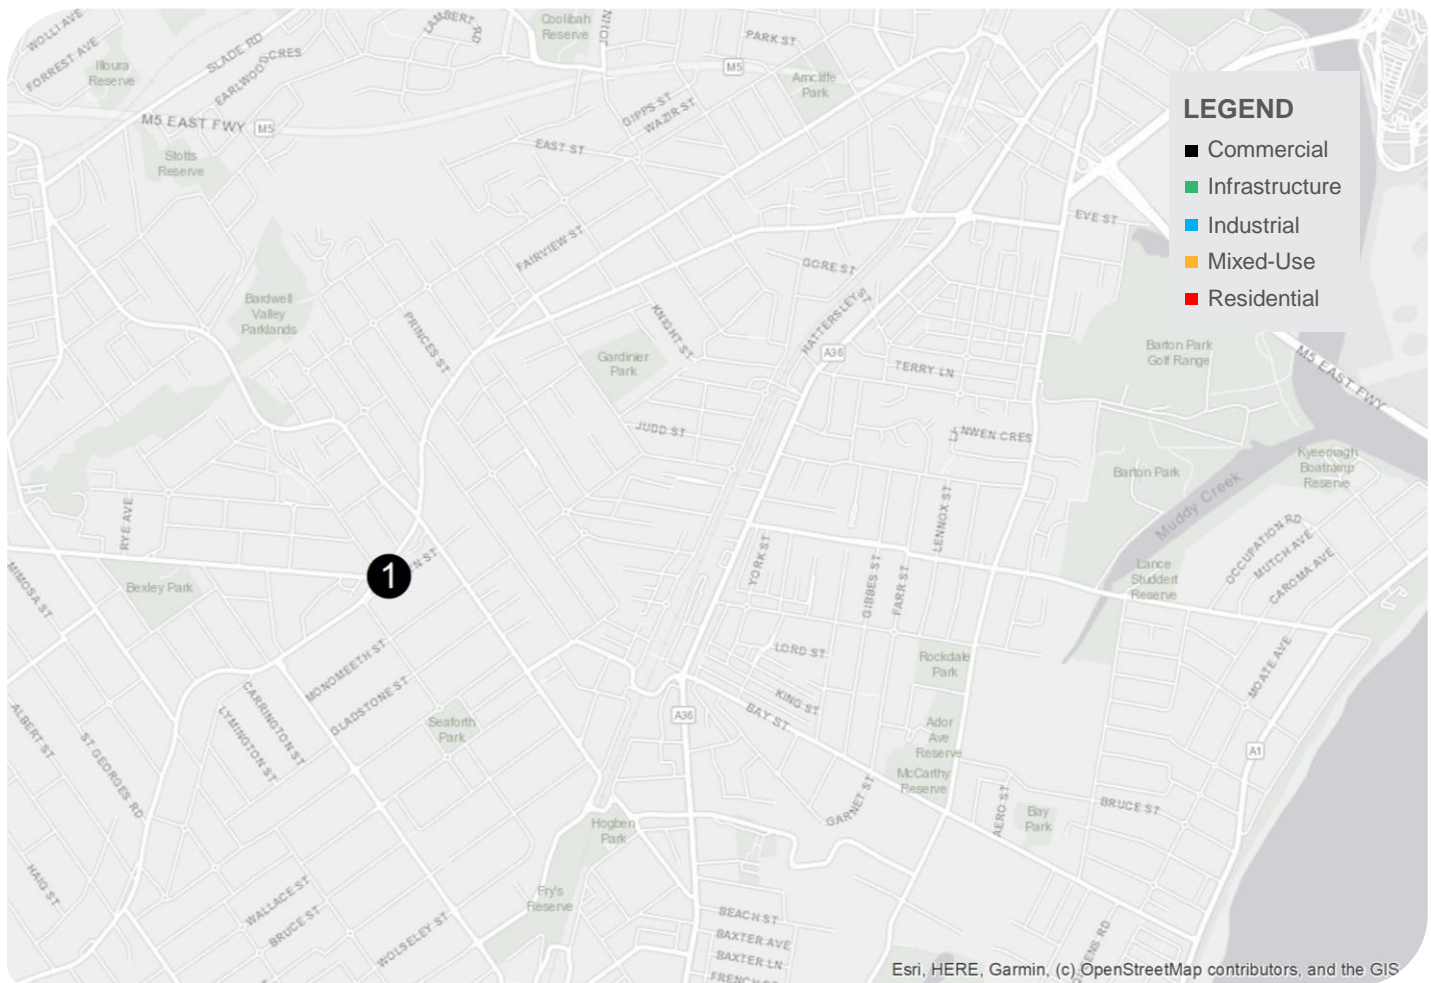 WOLLI AVE
FORREST AVE
Illoura
Reserve
SLADE RD
EARLWOOD
CRES
LAMBERT RD
Coolibah
Reserve
PARK ST
M5
Arncliffe
Park
M5 EAST FWY
M5
Stotts
Reserve
GIPPS ST
WAZIR ST
EAST ST
LEGEND
Commercial
Infrastructure
Industrial
Mixed-Use
Residential
EVE ST
FAIRVIEW ST
GORE ST
HATTERSLEY ST
Bardwell
Valley
Parklands
PRINCES ST
KNIGHT ST
Gardinier
Park
A36
TERRY LN
Barton Park
Golf Range
M5 EAST FWY
JUDD ST
NWEN CRES
Barton Park
Kyeemagh
Boatramp
Reserve
Muddy Creek
RYE AVE
LENNOX ST
OCCUPATION RD
MUTCH AVE
CAROMA AVE
1
EN ST
YORK ST
GIBBES ST
FARR ST
Lance
Studdert
Reserve
MIMOSA ST
Bexley Park
LORD ST
Rockdale
Park
MOATE AVE
MONOMEETH ST
GLADSTONE ST
CARRINGTON ST
LYMINGTON ST
KING ST
BAY ST
A36
Seaforth
Park
Ador
Ave
Reserve
McCarthy
Reserve
A1
ALBERT ST
ST GEORGES RD
GARNET ST
AERO ST
Bay
Park
BRUCE ST
Hogben
Park
HAIG ST
WALLACE ST
BRUCE ST
WOLSELEY ST
Fry's
Reserve
BEACH ST
BAXTER AVE
BAXTER LN
FRENCH ST
ENS RD
Esri, HERE, Garmin, (c) OpenStreetMap contributors, and the GIS